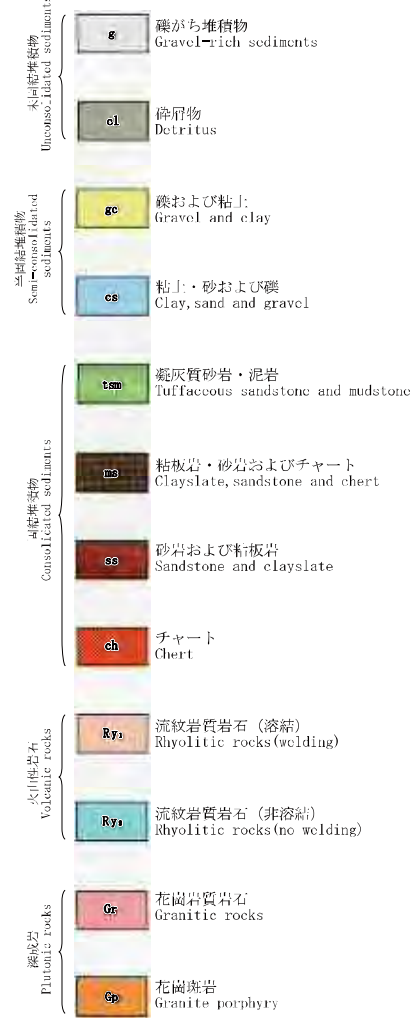 未固結堆積物
Unconsolidated sediments
g
礫がち堆積物
Gravel-rich sediments
cl
砕屑物
Detritus
半固結堆積物
Semi-consolidated
sediments
gc
礫および粘土
Gravel and clay
cs
粘土・砂および礫
Clay,sand and gravel
固結堆積物
Consolidated sediments
tsm
凝灰質砂岩・泥岩
Tuffaceous sandstone and mudstone
ms
粘板岩・砂岩およびチャート
Clayslate,sandstone and chert
ss
砂岩および粘板岩
Sandstone and clayslate
ch
チャート
Chert
火山性岩石
Volcanic rocks
Ry₁
流紋岩質岩石（溶結）
Rhyolitic rocks(welding)
流紋岩質岩石（非溶結）
Rhyolitic rocks(no welding)
深成岩
Plutonic rocks
Gr
花崗岩質岩石
Granitic rocks
Gp
花崗斑岩
Granite porphyry